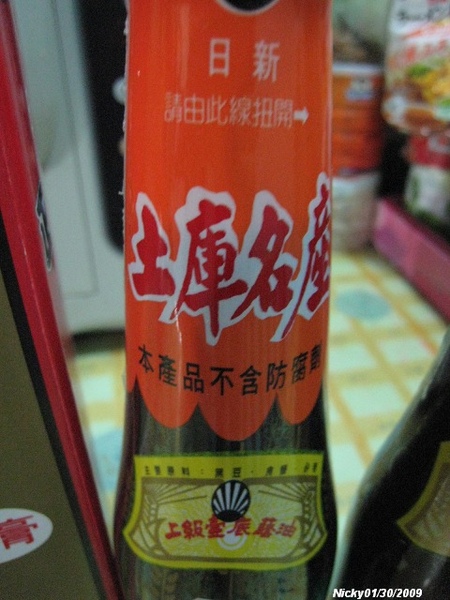 日新
請由此線扭開➡
土庫名產
本產品不含防腐劑
上級壺底蔭油
膏
Nicky01/30/2009